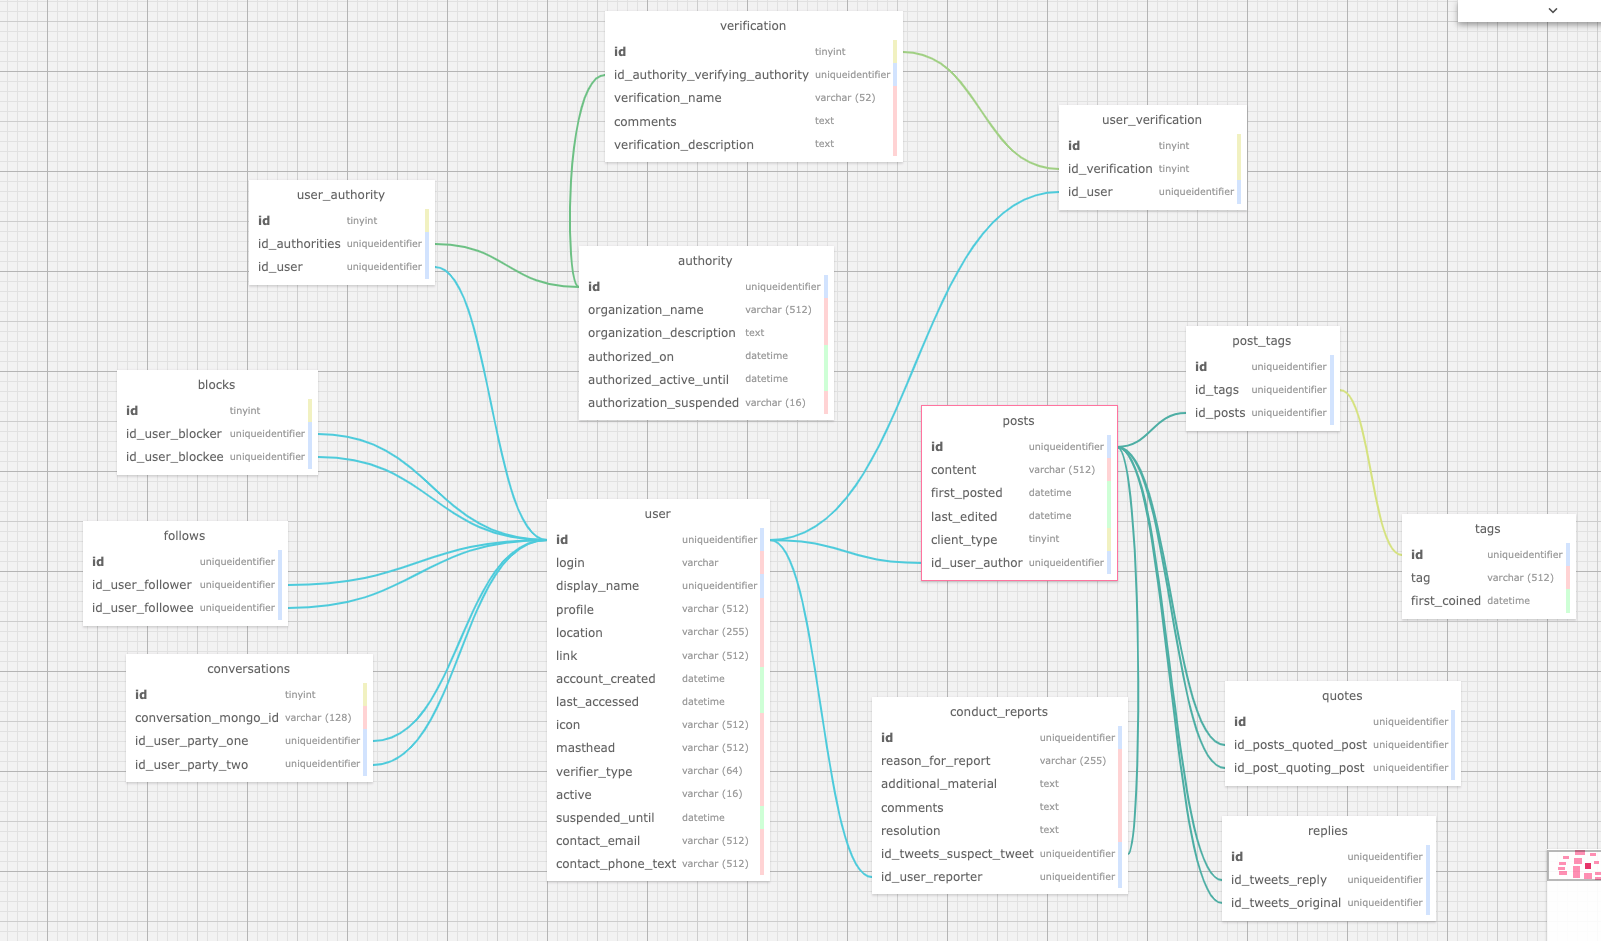 verification
id tinyint
id_authority_verifying_authority uniqueidentifier
verification_name varchar (52)
comments text
verification_description text
user_verification
id tinyint
id_verification tinyint
id_user uniqueidentifier
user_authority
id tinyint
id_authorities uniqueidentifier
id_user uniqueidentifier
authority
id uniqueidentifier
organization_name varchar (512)
organization_description text
authorized_on datetime
authorized_active_until datetime
authorization_suspended varchar (16)
post_tags
id uniqueidentifier
id_tags uniqueidentifier
id_posts uniqueidentifier
blocks
id tinyint
id_user_blocker uniqueidentifier
id_user_blockee uniqueidentifier
posts
id uniqueidentifier
content varchar (512)
first_posted datetime
last_edited datetime
client_type tinyint
id_user_author uniqueidentifier
follows
id uniqueidentifier
id_user_follower uniqueidentifier
id_user_followee uniqueidentifier
user
id uniqueidentifier
login varchar
display_name uniqueidentifier
profile varchar (512)
location varchar (255)
link varchar (512)
account_created datetime
last_accessed datetime
icon varchar (512)
masthead varchar (512)
verifier_type varchar (64)
active varchar (16)
suspended_until datetime
contact_email varchar (512)
contact_phone_text varchar (512)
tags
id uniqueidentifier
tag varchar (512)
first_coined datetime
conversations
id tinyint
conversation_mongo_id varchar (128)
id_user_party_one uniqueidentifier
id_user_party_two uniqueidentifier
conduct_reports
id uniqueidentifier
reason_for_report varchar (255)
additional_material text
comments text
resolution text
id_tweets_suspect_tweet uniqueidentifier
id_user_reporter uniqueidentifier
quotes
id uniqueidentifier
id_posts_quoted_post uniqueidentifier
id_post_quoting_post uniqueidentifier
replies
id uniqueidentifier
id_tweets_reply uniqueidentifier
id_tweets_original uniqueidentifier